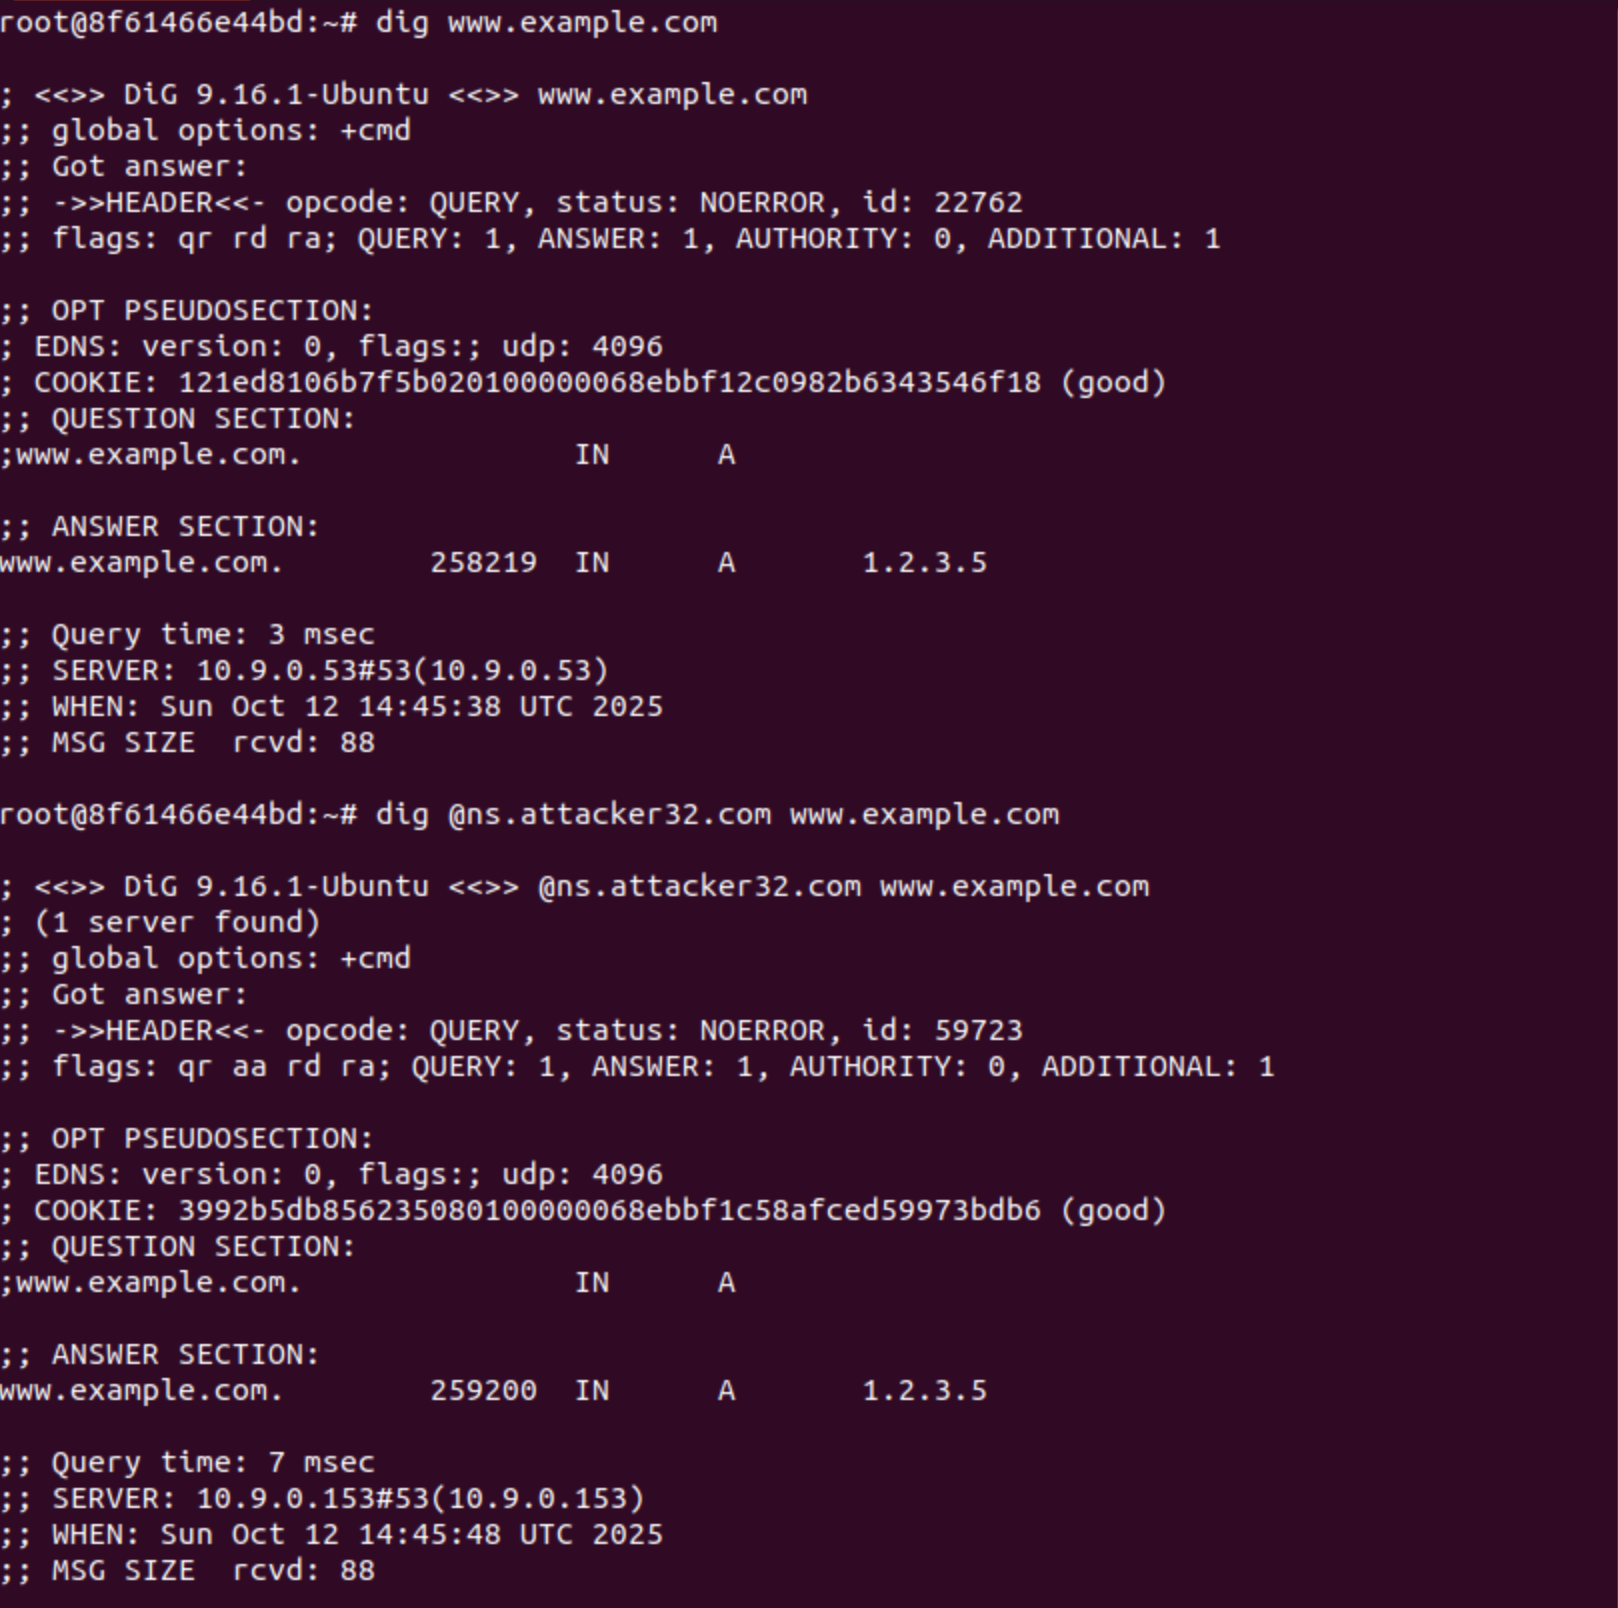 root@8f61466e44bd:~# dig www.example.com
; <<>> DiG 9.16.1-Ubuntu <<>> www.example.com
;; global options: +cmd
;; Got answer:
;; ->>HEADER<<- opcode: QUERY, status: NOERROR, id: 22762
;; flags: qr rd ra; QUERY: 1, ANSWER: 1, AUTHORITY: 0, ADDITIONAL: 1
;; OPT PSEUDOSECTION:
; EDNS: version: 0, flags:; udp: 4096
; COOKIE: 121ed8106b7f5b020100000068ebbf12c0982b6343546f18 (good)
;; QUESTION SECTION:
;www.example.com. IN A
;; ANSWER SECTION:
www.example.com. 258219 IN A 1.2.3.5
;; Query time: 3 msec
;; SERVER: 10.9.0.53#53(10.9.0.53)
;; WHEN: Sun Oct 12 14:45:38 UTC 2025
;; MSG SIZE  rcvd: 88
root@8f61466e44bd:~# dig @ns.attacker32.com www.example.com
; <<>> DiG 9.16.1-Ubuntu <<>> @ns.attacker32.com www.example.com
; (1 server found)
;; global options: +cmd
;; Got answer:
;; ->>HEADER<<- opcode: QUERY, status: NOERROR, id: 59723
;; flags: qr aa rd ra; QUERY: 1, ANSWER: 1, AUTHORITY: 0, ADDITIONAL: 1
;; OPT PSEUDOSECTION:
; EDNS: version: 0, flags:; udp: 4096
; COOKIE: 3992b5db856235080100000068ebbf1c58afced59973bdb6 (good)
;; QUESTION SECTION:
;www.example.com. IN A
;; ANSWER SECTION:
www.example.com. 259200 IN A 1.2.3.5
;; Query time: 7 msec
;; SERVER: 10.9.0.153#53(10.9.0.153)
;; WHEN: Sun Oct 12 14:45:48 UTC 2025
;; MSG SIZE  rcvd: 88